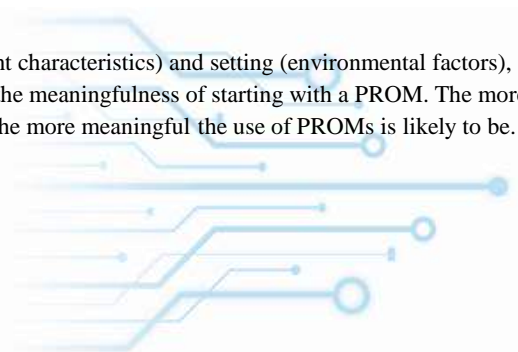 nt characteristics) and setting (environmental factors),
he meaningfulness of starting with a PROM. The more
he more meaningful the use of PROMs is likely to be.